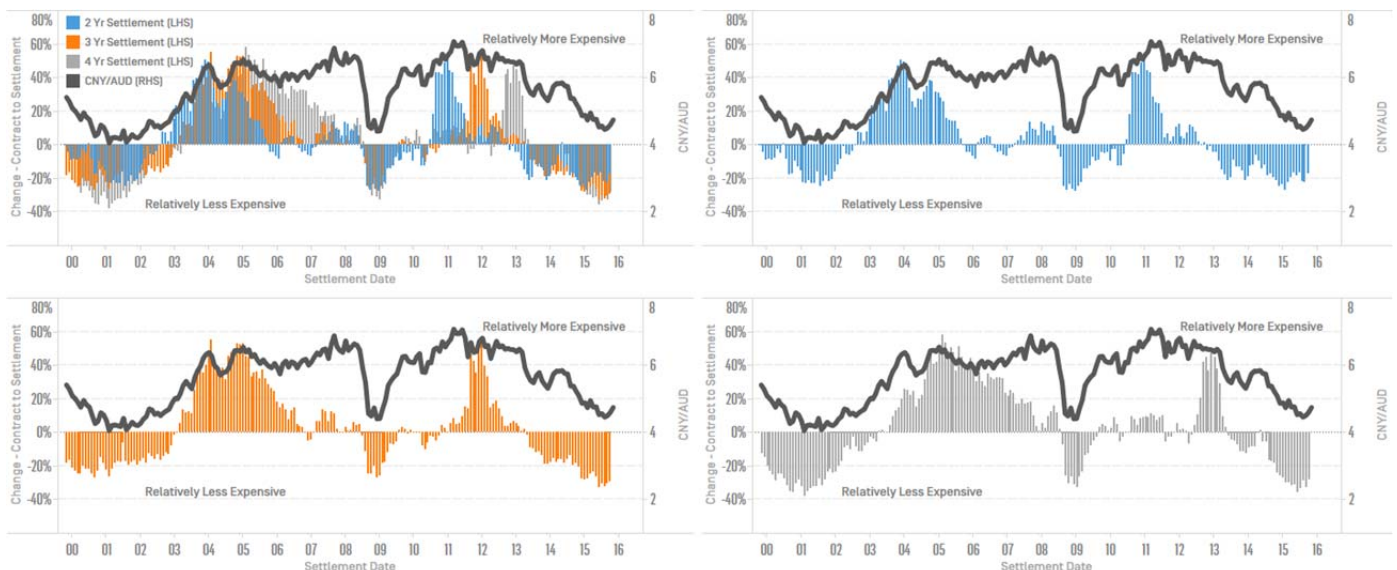 80%
60%
40%
20%
0%
-20%
-40%
Change - Contract to Settlement
2 Yr Settlement (LHS)
3 Yr Settlement (LHS)
4 Yr Settlement (LHS)
CNY/AUD (RHS)
Relatively More Expensive
Relatively Less Expensive
8
6
4
2
CNY/AUD
00 01 02 03 04 05 06 07 08 09 10 11 12 13 14 15 16
Settlement Date
80%
60%
40%
20%
0%
-20%
-40%
Change - Contract to Settlement
Relatively More Expensive
Relatively Less Expensive
8
6
4
2
CNY/AUD
00 01 02 03 04 05 06 07 08 09 10 11 12 13 14 15 16
Settlement Date
80%
60%
40%
20%
0%
-20%
-40%
Change - Contract to Settlement
Relatively More Expensive
Relatively Less Expensive
8
6
4
2
CNY/AUD
00 01 02 03 04 05 06 07 08 09 10 11 12 13 14 15 16
Settlement Date
80%
60%
40%
20%
0%
-20%
-40%
Change - Contract to Settlement
Relatively More Expensive
Relatively Less Expensive
8
6
4
2
CNY/AUD
00 01 02 03 04 05 06 07 08 09 10 11 12 13 14 15 16
Settlement Date